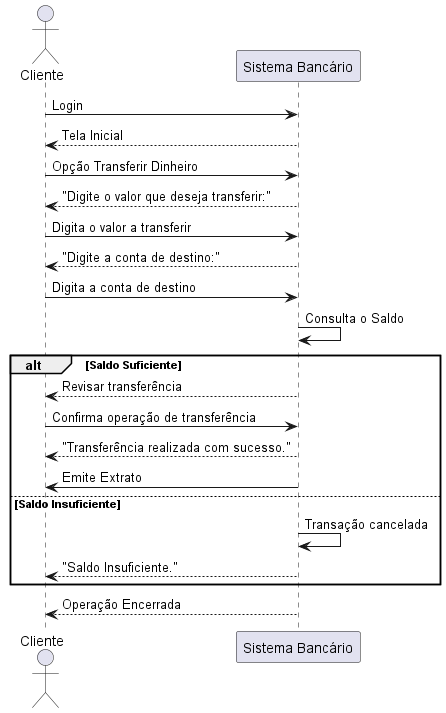 Cliente
Sistema Bancário
Login
Tela Inicial
Opção Transferir Dinheiro
"Digite o valor que deseja transferir:"
Digita o valor a transferir
"Digite a conta de destino:"
Digita a conta de destino
Consulta o Saldo
alt [Saldo Suficiente]
Revisar transferência
Confirma operação de transferência
"Transferência realizada com sucesso."
Emite Extrato
[Saldo Insuficiente]
Transação cancelada
"Saldo Insuficiente."
Operação Encerrada
Cliente
Sistema Bancário